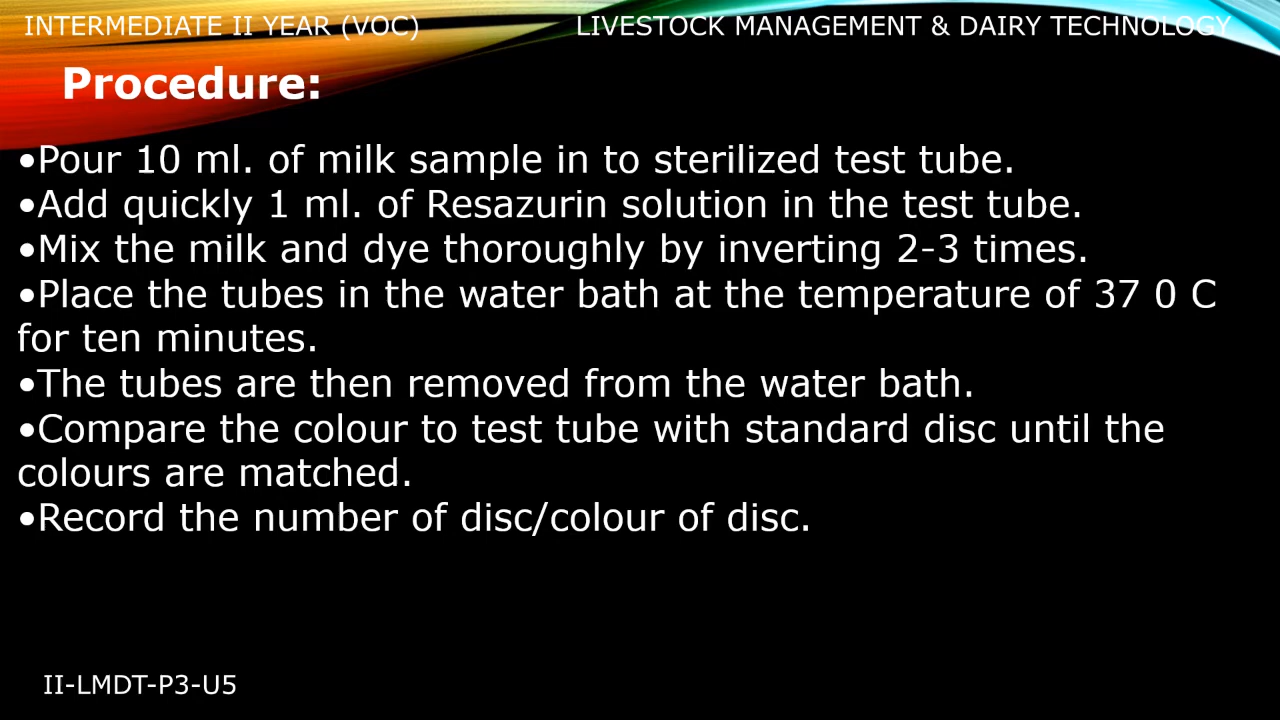 INTERMEDIATE II YEAR (VOC) LIVESTOCK MANAGEMENT & DAIRY TECHNOLOGY
Procedure:
•Pour 10 ml. of milk sample in to sterilized test tube.
•Add quickly 1 ml. of Resazurin solution in the test tube.
•Mix the milk and dye thoroughly by inverting 2-3 times.
•Place the tubes in the water bath at the temperature of 37 0 C
for ten minutes.
•The tubes are then removed from the water bath.
•Compare the colour to test tube with standard disc until the
colours are matched.
•Record the number of disc/colour of disc.
II-LMDT-P3-U5